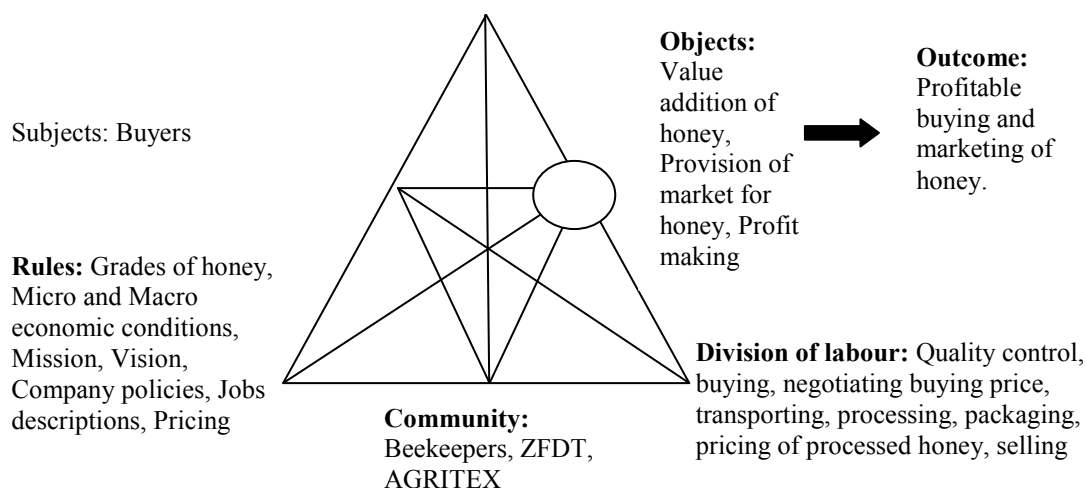 Subjects: Buyers
Objects:
Value
addition of
honey,
Provision of
market for
honey, Profit
making
Outcome:
Profitable
buying and
marketing of
honey.
Rules: Grades of honey,
Micro and Macro
economic conditions,
Mission, Vision,
Company policies, Jobs
descriptions, Pricing
Community:
Beekeepers, ZFDT,
AGRITEX
Division of labour: Quality control,
buying, negotiating buying price,
transporting, processing, packaging,
pricing of processed honey, selling